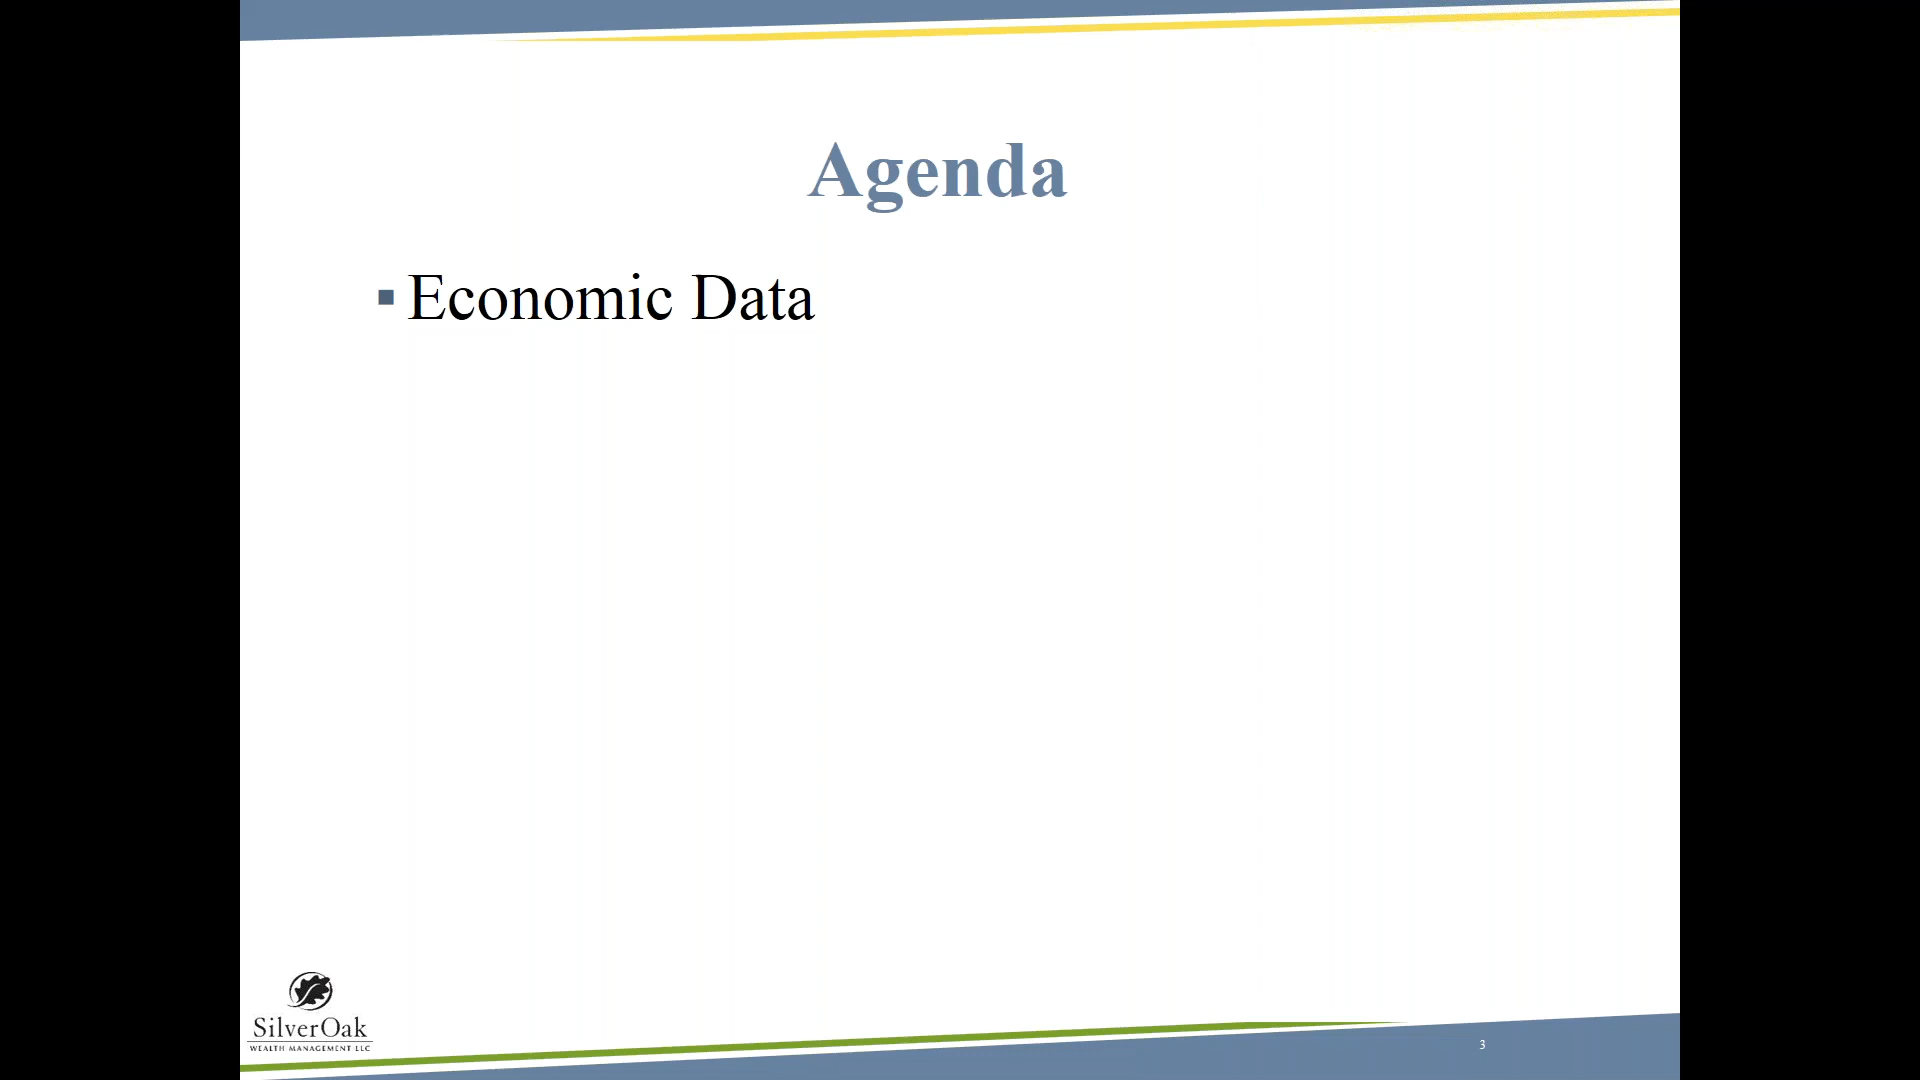 Agenda
▪ Economic Data
SilverOak
WEALTH MANAGEMENT LLC
3